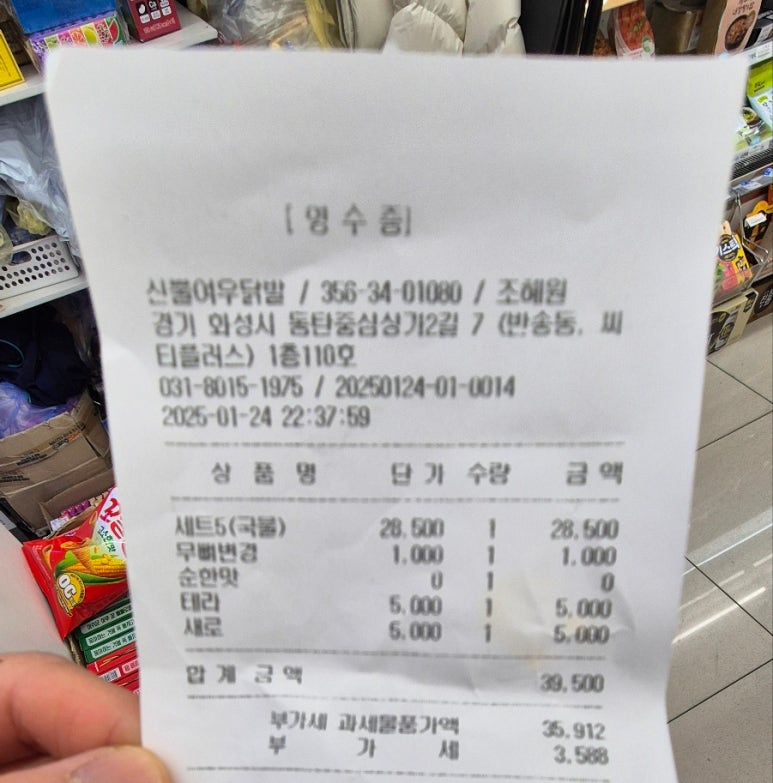 [영 수 증]
신불여우닭발 / 356-34-01080 / 조혜원
경기 화성시 동탄중심상가2길 7 (반송동, 씨
티플러스) 1층110호
031-8015-1975 / 20250124-01-0014
2025-01-24 22:37:59
상 품 명 단 가 수량 금 액
세트5(국물) 28,500 1 28,500
무뼈변경 1,000 1 1,000
순한맛 0 1 0
테라 5,000 1 5,000
새로 5,000 1 5,000
합 계 금 액 39,500
부가세 과세물품가액 35,912
부 가 세 3,588